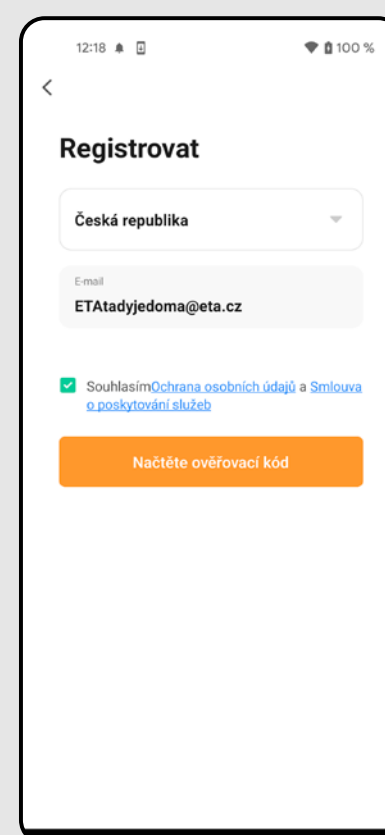 12:18 100 %
Registrovat
Česká republika
E-mail
ETAtadyjedoma@eta.cz
SouhlasímOchrana osobních údajů a Smlouva
o poskytování služeb
Načtěte ověřovací kód